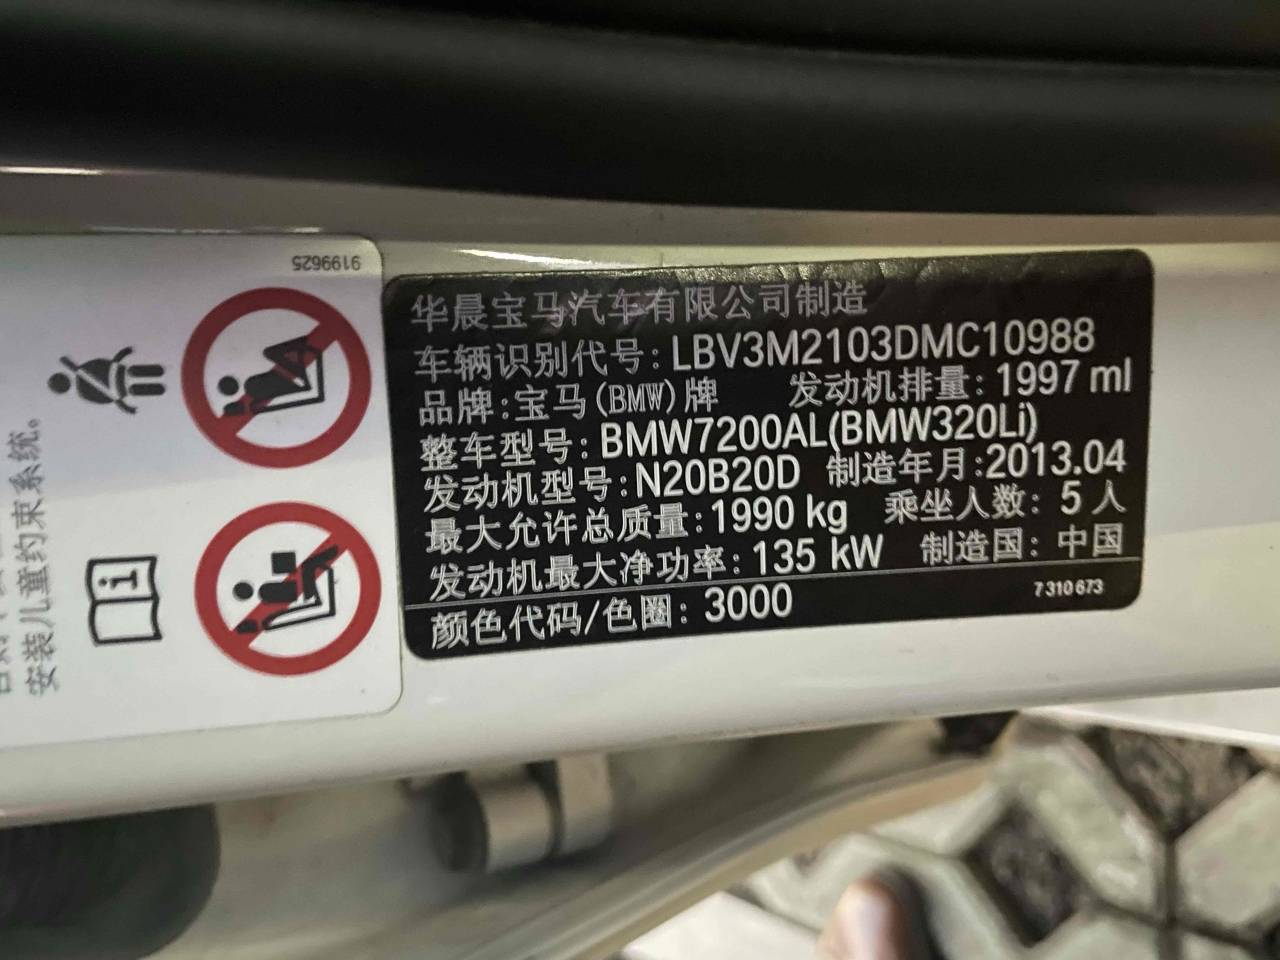 9199625
安装儿童约束系统。
华晨宝马汽车有限公司制造
车辆识别代号: LBV3M2103DMC10988
品牌: 宝马(BMW)牌 发动机排量: 1997 ml
整车型号: BMW7200AL(BMW320Li)
发动机型号: N20B20D 制造年月: 2013.04
最大允许总质量: 1990 kg 乘坐人数: 5 人
发动机最大净功率: 135 kW 制造国: 中国
颜色代码/色圈: 3000 7 310 673